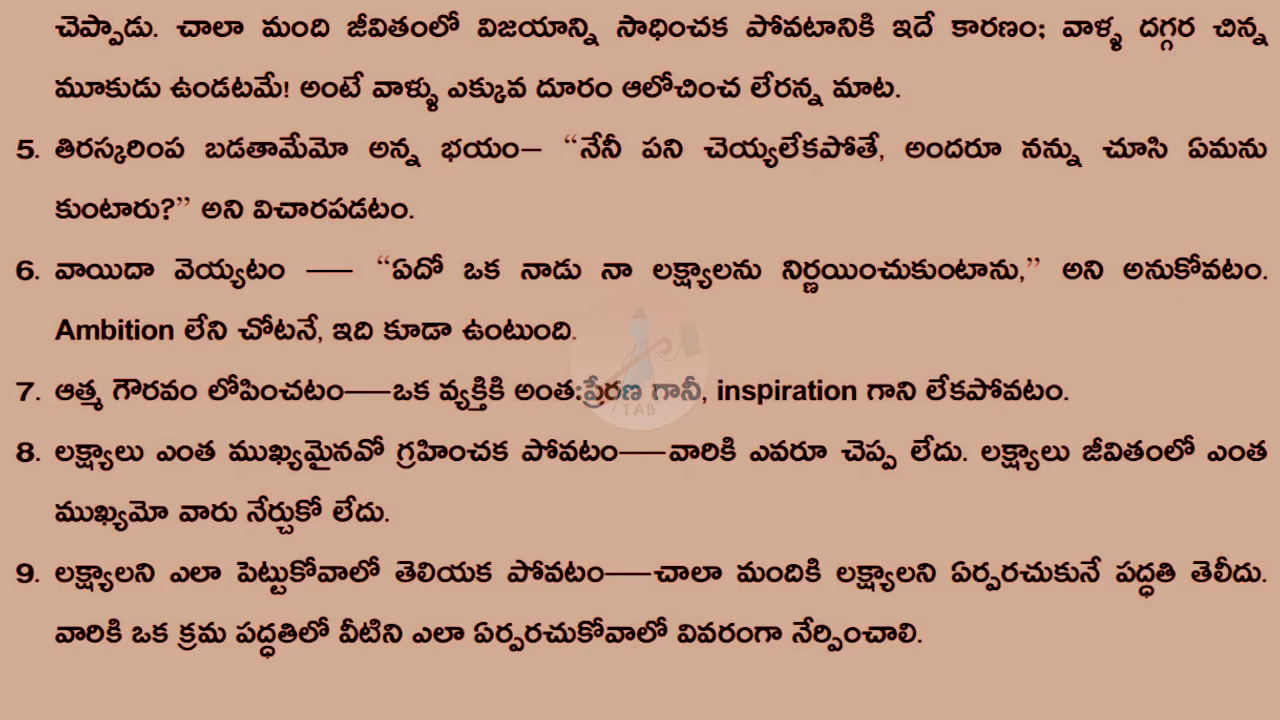 చెప్పాడు. చాలా మంది జీవితంలో విజయాన్ని సాధించక పోవటానికి ఇదే కారణం; వాళ్ళ దగ్గర చిన్న
మూకుడు ఉండటమే! అంటే వాళ్ళు ఎక్కువ దూరం ఆలోచించ లేరన్న మాట.
5. తిరస్కరింప బడతామేమో అన్న భయం– “నేనీ పని చెయ్యలేకపోతే, అందరూ నన్ను చూసి ఏమను
కుంటారు?” అని విచారపడటం.
6. వాయిదా వెయ్యటం –– “ఏదో ఒక నాడు నా లక్ష్యాలను నిర్ణయించుకుంటాను,” అని అనుకోవటం.
Ambition లేని చోటనే, ఇది కూడా ఉంటుంది.
7. ఆత్మ గౌరవం లోపించటం––ఒక వ్యక్తికి అంత:ప్రేరణ గానీ, inspiration గాని లేకపోవటం.
8. లక్ష్యాలు ఎంత ముఖ్యమైనవో గ్రహించక పోవటం––వారికి ఎవరూ చెప్ప లేదు. లక్ష్యాలు జీవితంలో ఎంత
ముఖ్యమో వారు నేర్చుకో లేదు.
9. లక్ష్యాలని ఎలా పెట్టుకోవాలో తెలియక పోవటం––చాలా మందికి లక్ష్యాలని ఏర్పరచుకునే పద్ధతి తెలీదు.
వారికి ఒక క్రమ పద్ధతిలో వీటిని ఎలా ఏర్పరచుకోవాలో వివరంగా నేర్పించాలి.